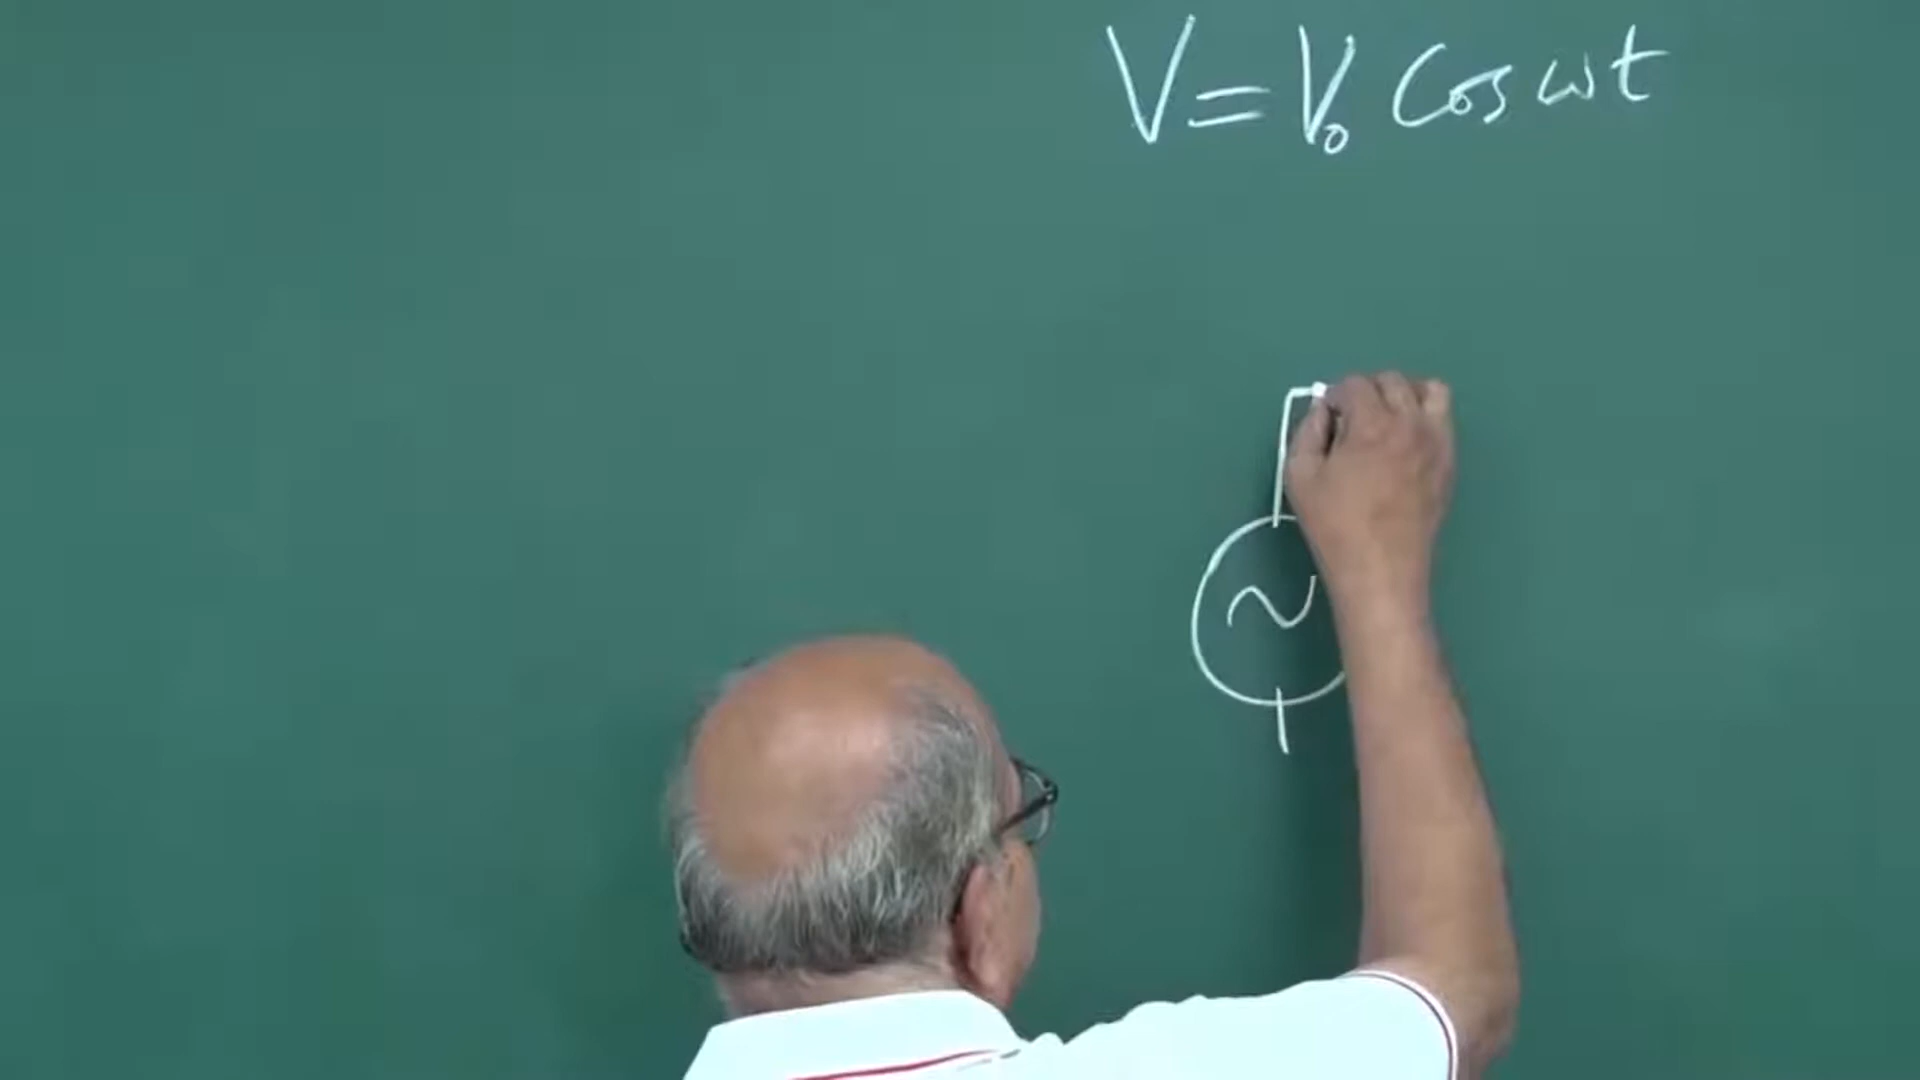 V = V₀ cos ωt